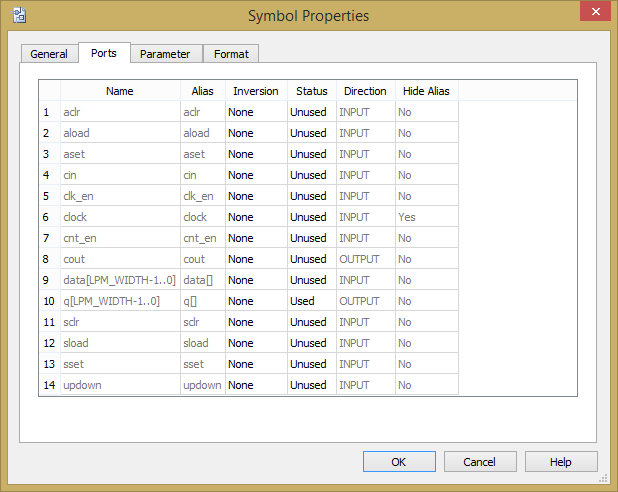 Symbol Properties
General Ports Parameter Format
Name Alias Inversion Status Direction Hide Alias
1 aclr aclr None Unused INPUT No
2 aload aload None Unused INPUT No
3 aset aset None Unused INPUT No
4 cin cin None Unused INPUT No
5 clk_en clk_en None Unused INPUT No
6 clock clock None Unused INPUT Yes
7 cnt_en cnt_en None Unused INPUT No
8 cout cout None Unused OUTPUT No
9 data[LPM_WIDTH-1..0] data[] None Unused INPUT No
10 q[LPM_WIDTH-1..0] q[] None Used OUTPUT No
11 sclr sclr None Unused INPUT No
12 sload sload None Unused INPUT No
13 sset sset None Unused INPUT No
14 updown updown None Unused INPUT No
OK Cancel Help